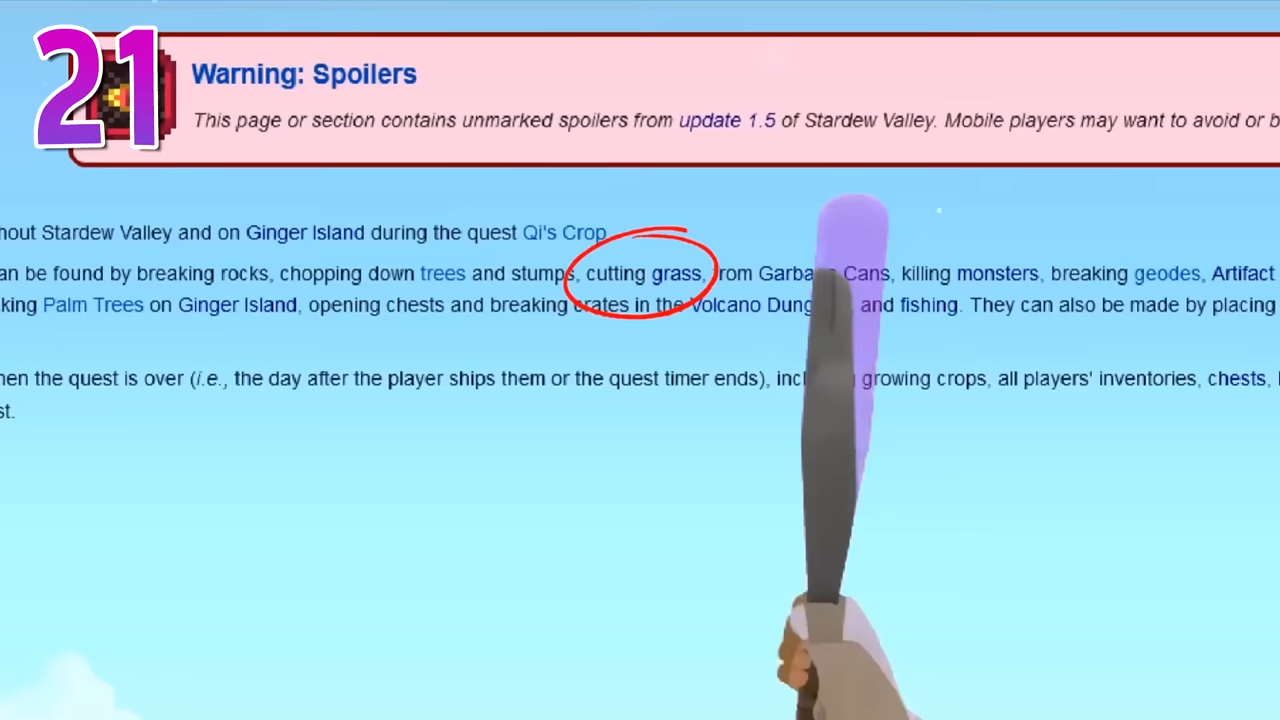 21
Warning: Spoilers
This page or section contains unmarked spoilers from update 1.5 of Stardew Valley. Mobile players may want to avoid or b
hout Stardew Valley and on Ginger Island during the quest Qi's Crop
an be found by breaking rocks, chopping down trees and stumps, cutting grass, from Garba Cans, killing monsters, breaking geodes, Artifact
king Palm Trees on Ginger Island, opening chests and breaking crates in the Volcano Dung and fishing. They can also be made by placing
hen the quest is over (i.e., the day after the player ships them or the quest timer ends), incl growing crops, all players' inventories, chests,
st.